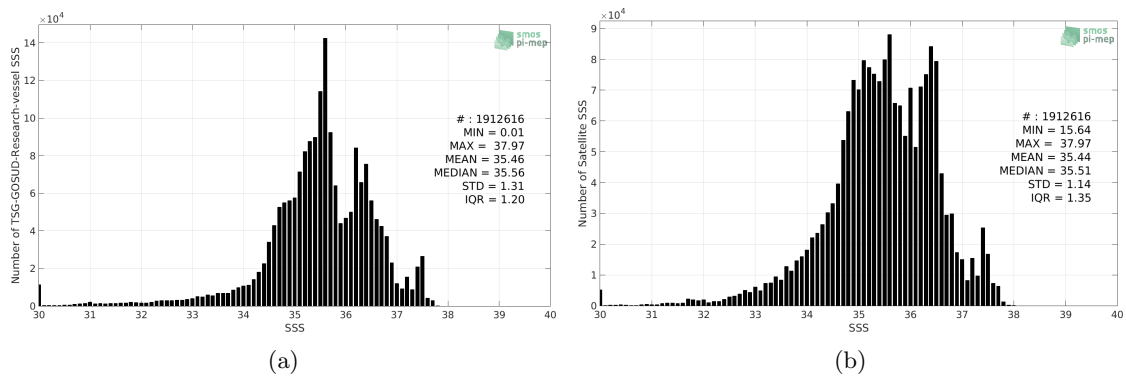 ×10⁴
smos
pi-mep
Number of TSG-GOSUD-Research-vessel SSS
14
12
10
8
6
4
2
0
# : 1912616
MIN = 0.01
MAX = 37.97
MEAN = 35.46
MEDIAN = 35.56
STD = 1.31
IQR = 1.20
30 31 32 33 34 35 36 37 38 39 40
SSS
(a)
×10⁴
smos
pi-mep
Number of Satellite SSS
9
8
7
6
5
4
3
2
1
0
# : 1912616
MIN = 15.64
MAX = 37.97
MEAN = 35.44
MEDIAN = 35.51
STD = 1.14
IQR = 1.35
30 31 32 33 34 35 36 37 38 39 40
SSS
(b)